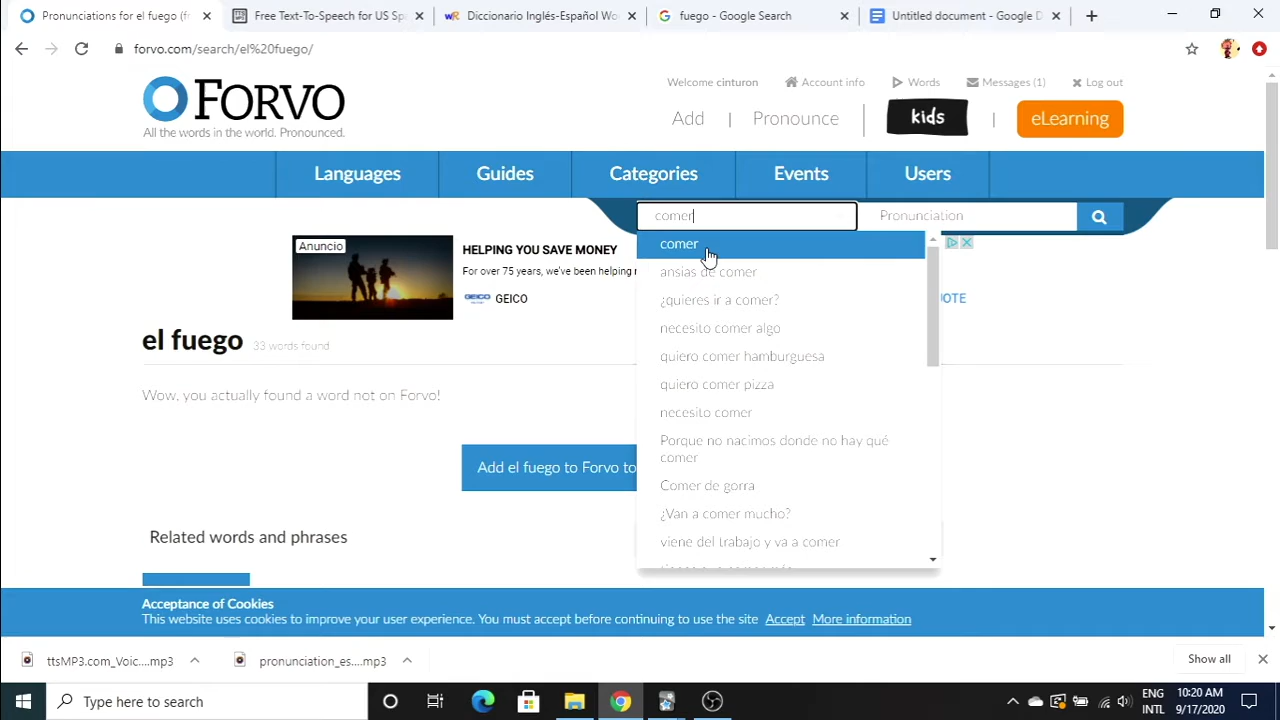 Pronunciations for el fuego (fr
Free Text-To-Speech for US Spe
Diccionario Inglés-Español Wo
fuego - Google Search
Untitled document - Google D
forvo.com/search/el%20fuego/
FORVO
All the words in the world. Pronounced.
Welcome cinturon
Account info
Words
Messages (1)
Log out
Add | Pronounce
kids
eLearning
Languages
Guides
Categories
Events
Users
comer
Pronunciation
Anuncio
HELPING YOU SAVE MONEY
For over 75 years, we've been helping
GEICO
GEICO
comer
ansias de comer
¿quieres ir a comer?
necesito comer algo
quiero comer hamburguesa
quiero comer pizza
necesito comer
Porque no nacimos donde no hay qué
comer
Comer de gorra
¿Van a comer mucho?
viene del trabajo y va a comer
el fuego 33 words found
Wow, you actually found a word not on Forvo!
Add el fuego to Forvo to
Related words and phrases
Acceptance of Cookies
This website uses cookies to improve your user experience. You must accept before continuing to use the site Accept More information
ttsMP3.com_Voic....mp3
pronunciation_es....mp3
Show all
Type here to search
ENG
INTL
10:20 AM
9/17/2020